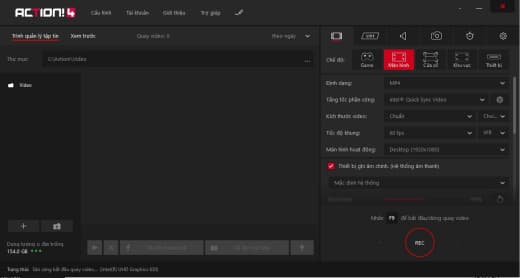 ACTION! 4
Cấu hình Tài khoản Giới thiệu Trợ giúp
Trình quản lý tập tin Xem trước Quay video: 0 theo ngày
Thư mục E:\Action!\Video ...
Video
Dung lượng ổ đĩa trống
154.0 GB
Chế độ: Game Màn hình Cửa sổ Khu vực Thiết bị
Định dạng: MP4
Tăng tốc phần cứng: Intel® Quick Sync Video
Kích thước video: Chuẩn
Tốc độ khung: 60 fps
Màn hình hoạt động: Desktop (1920x1080)
Thiết bị ghi âm chính: (hệ thống âm thanh)
Mặc định hệ thống
Nhấn F9 để bắt đầu/dừng quay video
REC
Trạng thái: Sẵn sàng bắt đầu quay video... (Intel(R) UHD Graphics 630)